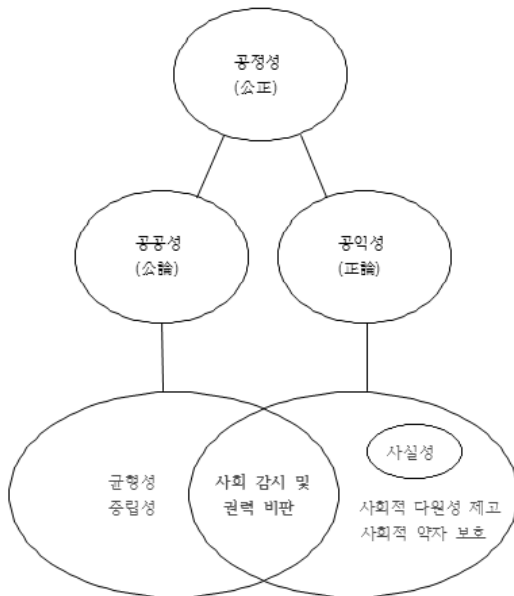 공정성
(公正)
공공성
(公論)
공익성
(正論)
균형성
중립성
사회 감시 및
권력 비판
사실성
사회적 다원성 제고
사회적 약자 보호